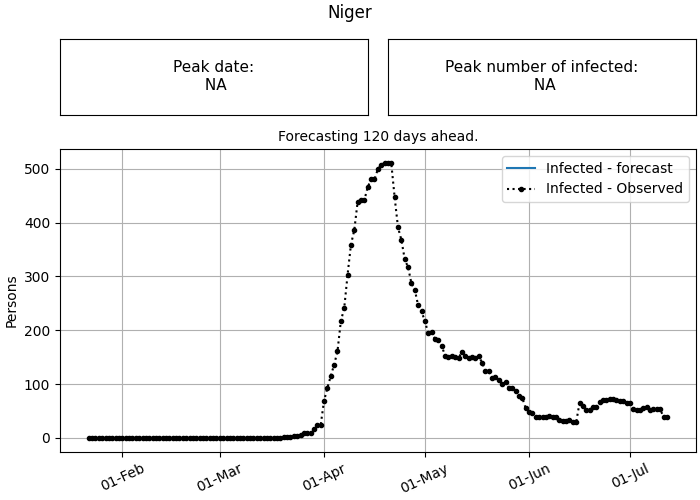 Niger
Peak date:
NA
Peak number of infected:
NA
Forecasting 120 days ahead.
Infected - forecast
Infected - Observed
Persons
500
400
300
200
100
0
01-Feb
01-Mar
01-Apr
01-May
01-Jun
01-Jul